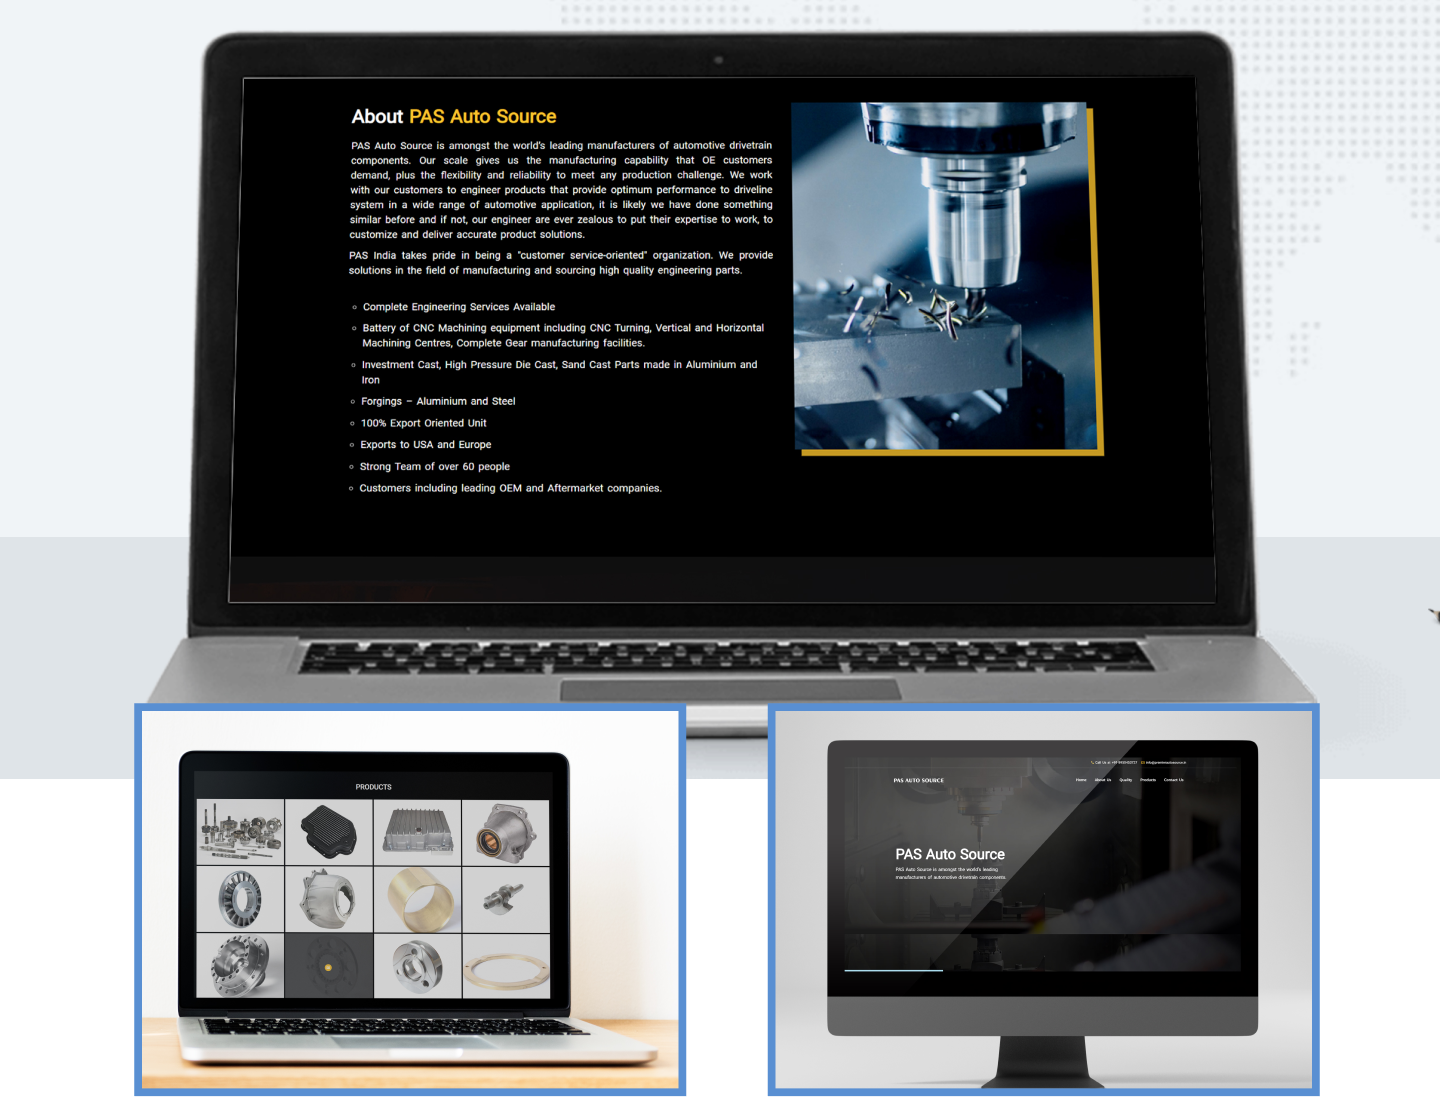 About PAS Auto Source
PAS Auto Source is amongst the world's leading manufacturers of automotive drivetrain
components. Our scale gives us the manufacturing capability that OE customers
demand, plus the flexibility and reliability to meet any production challenge. We work
with our customers to engineer products that provide optimum performance to driveline
system in a wide range of automotive application, it is likely we have done something
similar before and if not, our engineer are ever zealous to put their expertise to work, to
customize and deliver accurate product solutions.
PAS India takes pride in being a "customer service-oriented" organization. We provide
solutions in the field of manufacturing and sourcing high quality engineering parts.
Complete Engineering Services Available
Battery of CNC Machining equipment including CNC Turning, Vertical and Horizontal
Machining Centres, Complete Gear manufacturing facilities.
Investment Cast, High Pressure Die Cast, Sand Cast Parts made in Aluminium and
Iron
Forgings – Aluminium and Steel
100% Export Oriented Unit
Exports to USA and Europe
Strong Team of over 60 people
Customers including leading OEM and Aftermarket companies.
PRODUCTS
Call Us at
PAS AUTO SOURCE
Home About Us Quality Products Contact Us
PAS Auto Source
PAS Auto Source is amongst the world's leading
manufacturers of automotive drivetrain components